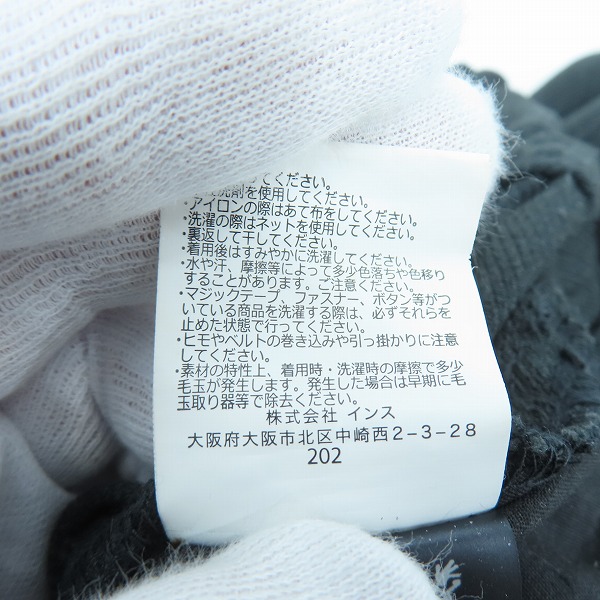 てください。
洗剤を使用してください。
・アイロンの際はあて布をしてください。
・洗濯の際はネットを使用してください。
・裏返して干してください。
・着用後はすみやかに洗濯してください。
・水や汗、摩擦等によって多少色落ちや色移り
することがあります。ご注意ください。
・マジックテープ、ファスナー、ボタン等がつ
いている商品を洗濯する際は、必ずそれらを
止めた状態で行ってください。
・ヒモやベルトの巻き込みや引っ掛かりに注意
してください。
・素材の特性上、着用時・洗濯時の摩擦で多少
毛玉が発生します。発生した場合は早期に毛
玉取り器等で除去ください。
株式会社 インス
大阪府大阪市北区中崎西2-3-28
202